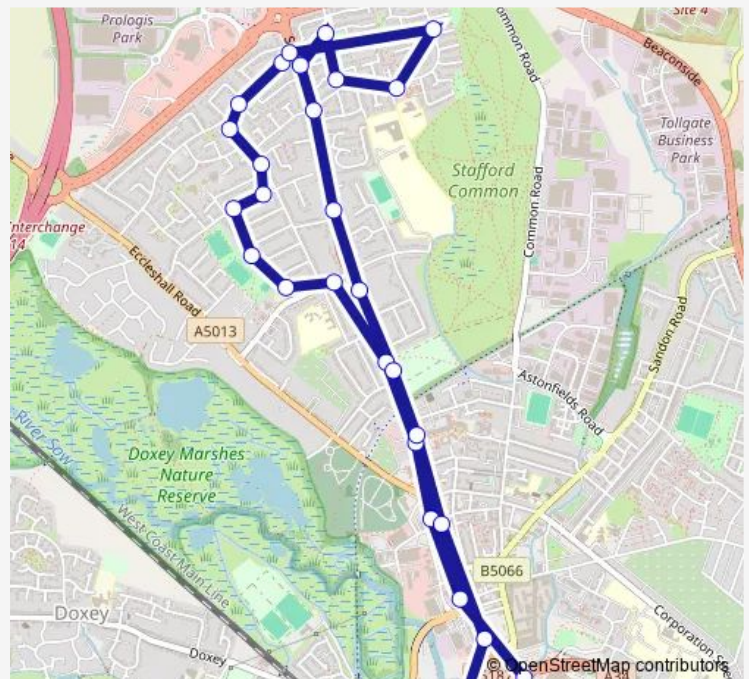 Prologis
Park
Site 4
Common Road
Beaconside
Tollgate
Business
Park
Stafford
Common
Common Road
Interchange
14
Eccleshall Road
A5013
Sandon Road
Astonfields Road
River Sow
Doxey Marshes
Nature
Reserve
West Coast Main Line
B5066
Doxey
Doxey
Corporation Stre
© OpenStreetMap contributors